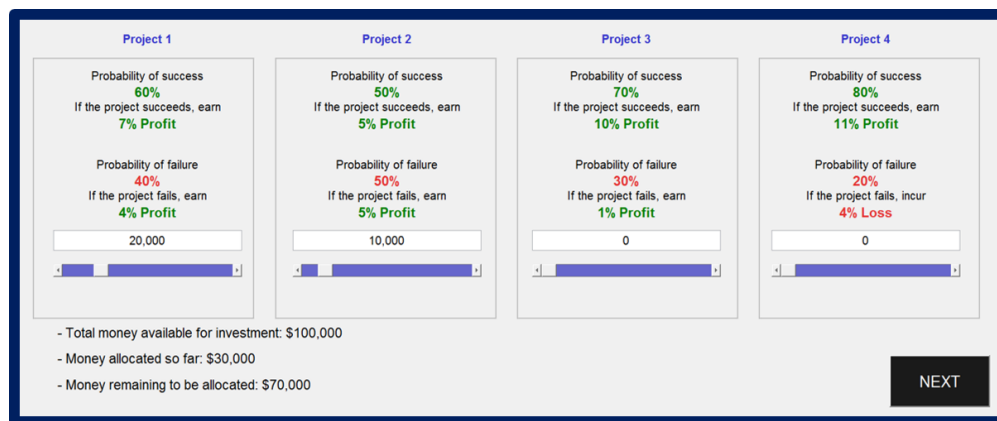 Project 1
Probability of success
60%
If the project succeeds, earn
7% Profit
Probability of failure
40%
If the project fails, earn
4% Profit
20,000
Project 2
Probability of success
50%
If the project succeeds, earn
5% Profit
Probability of failure
50%
If the project fails, earn
5% Profit
10,000
Project 3
Probability of success
70%
If the project succeeds, earn
10% Profit
Probability of failure
30%
If the project fails, earn
1% Profit
0
Project 4
Probability of success
80%
If the project succeeds, earn
11% Profit
Probability of failure
20%
If the project fails, incur
4% Loss
0
- Total money available for investment: $100,000
- Money allocated so far: $30,000
- Money remaining to be allocated: $70,000
NEXT